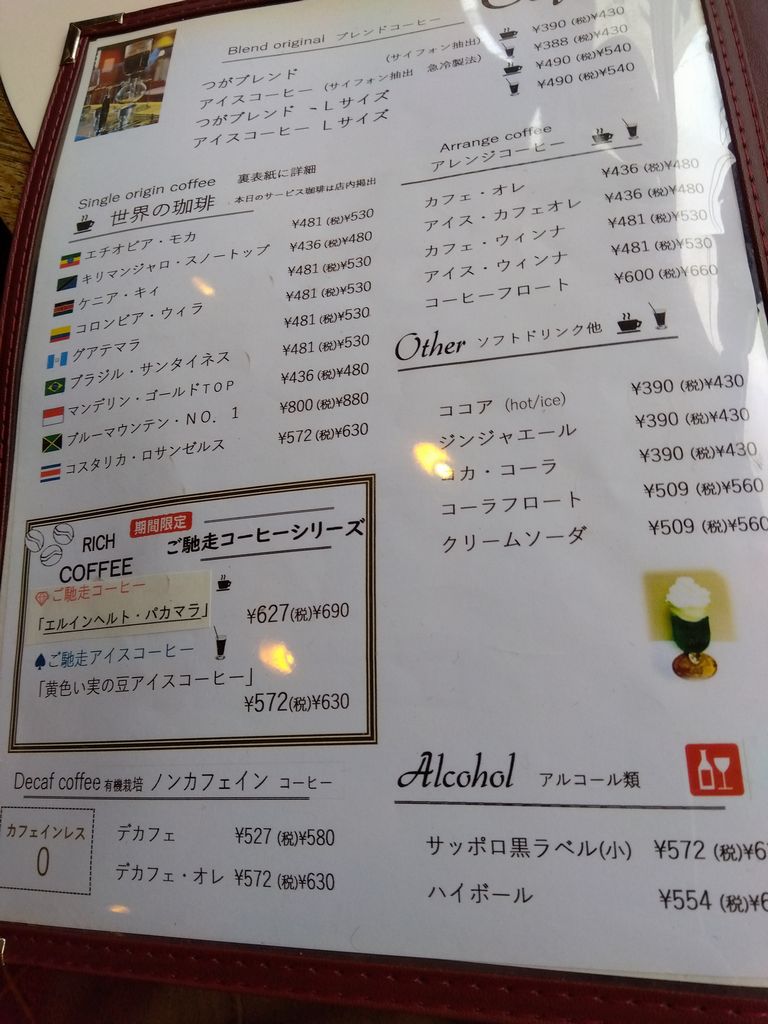 Blend original ブレンドコーヒー
つがブレンド (サイフォン抽出) ¥390 (税)¥430
アイスコーヒー (サイフォン抽出 急冷製法) ¥388 (税)¥430
つがブレンド - Lサイズ ¥490 (税)¥540
アイスコーヒー Lサイズ ¥490 (税)¥540
Single origin coffee 裏表紙に詳細
世界の珈琲 本日のサービス珈琲は店内掲出
エチオピア・モカ ¥481 (税)¥530
キリマンジャロ・スノートップ ¥436 (税)¥480
ケニア・キィ ¥481 (税)¥530
コロンビア・ウィラ ¥481 (税)¥530
グアテマラ ¥481 (税)¥530
ブラジル・サンタイネス ¥481 (税)¥530
マンデリン・ゴールドTOP ¥436 (税)¥480
ブルーマウンテン・NO. 1 ¥800 (税)¥880
コスタリカ・ロサンゼルス ¥572 (税)¥630
RICH COFFEE
期間限定
ご馳走コーヒーシリーズ
ご馳走コーヒー
「エルインヘルト・パカマラ」 ¥627(税)¥690
ご馳走アイスコーヒー
「黄色い実の豆アイスコーヒー」
¥572(税)¥630
Decaf coffee 有機栽培 ノンカフェイン コーヒー
カフェインレス
0
デカフェ ¥527 (税)¥580
デカフェ・オレ ¥572 (税)¥630
Arrange coffee
アレンジコーヒー
カフェ・オレ ¥436 (税)¥480
アイス・カフェオレ ¥436 (税)¥480
カフェ・ウィンナ ¥481 (税)¥530
アイス・ウィンナ ¥481 (税)¥530
コーヒーフロート ¥600 (税)¥660
Other ソフトドリンク他
ココア (hot/ice) ¥390 (税)¥430
ジンジャエール ¥390 (税)¥430
コカ・コーラ ¥390 (税)¥430
コーラフロート ¥509 (税)¥560
クリームソーダ ¥509 (税)¥560
Alcohol アルコール類
サッポロ黒ラベル(小) ¥572 (税)
ハイボール ¥554 (税)